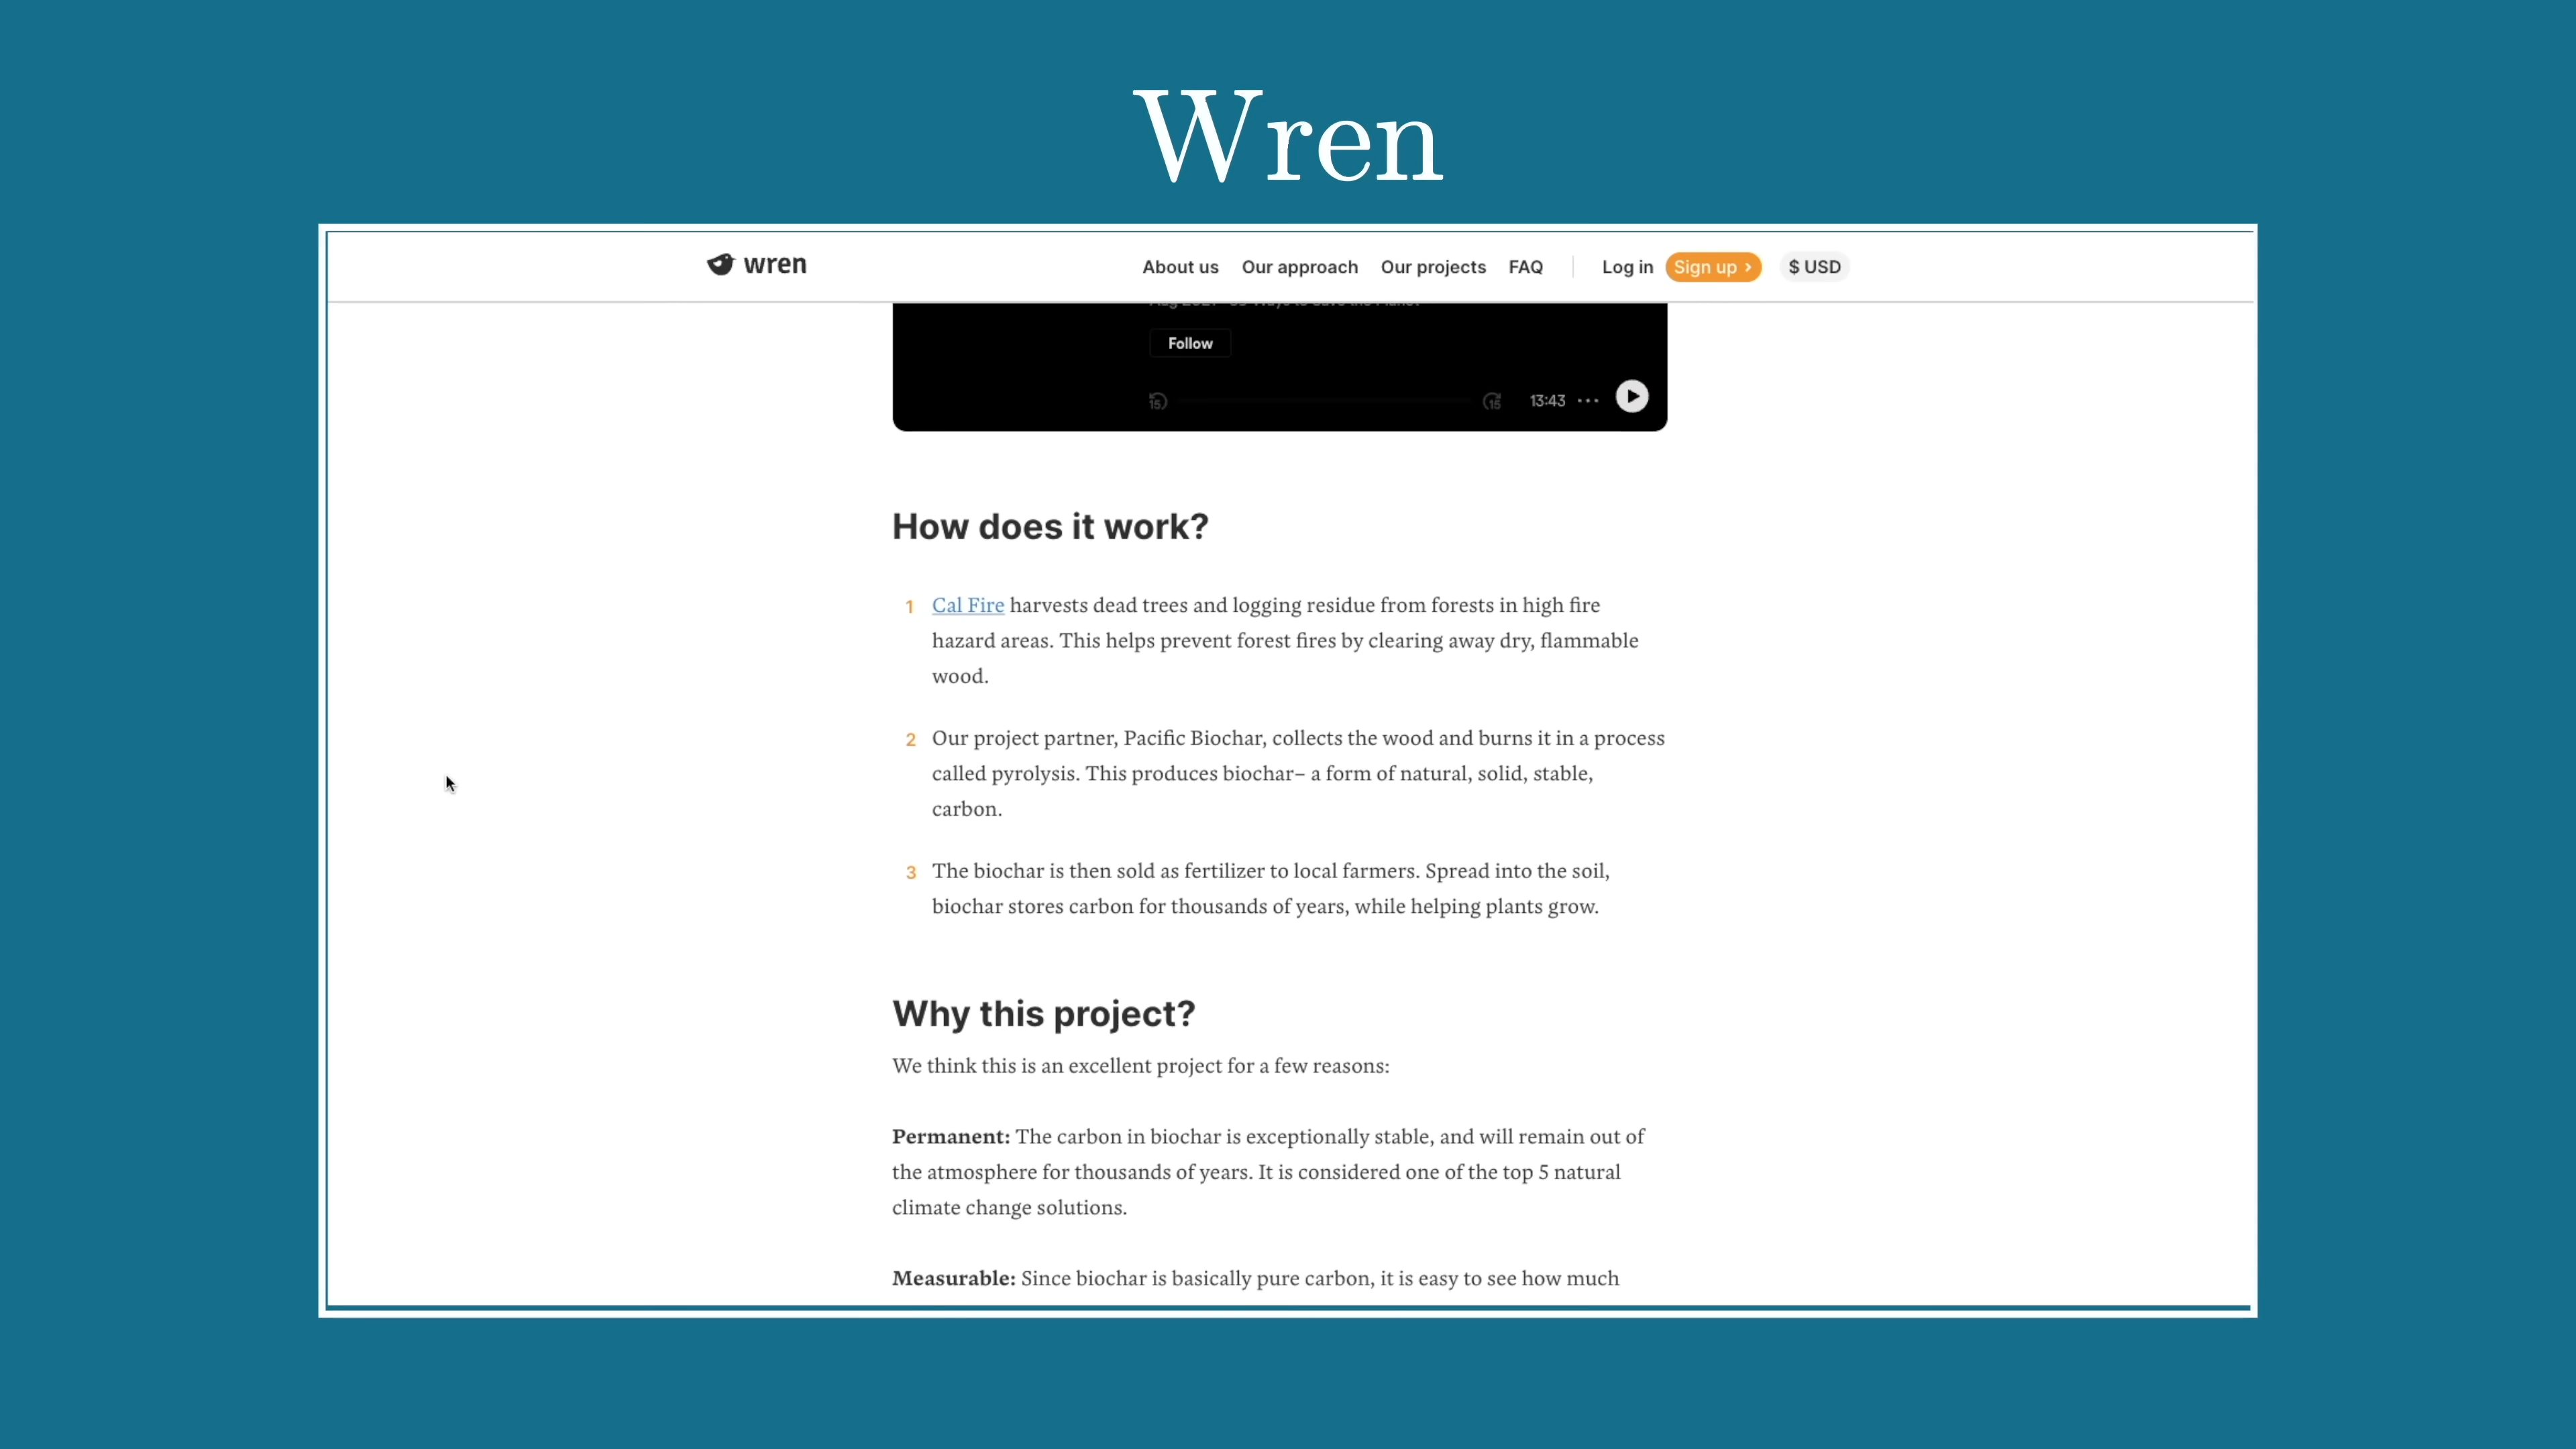 Wren
wren
About us Our approach Our projects FAQ Log in Sign up › $ USD
Follow
15 15 13:43 ···
How does it work?
1 Cal Fire harvests dead trees and logging residue from forests in high fire
hazard areas. This helps prevent forest fires by clearing away dry, flammable
wood.
2 Our project partner, Pacific Biochar, collects the wood and burns it in a process
called pyrolysis. This produces biochar– a form of natural, solid, stable,
carbon.
3 The biochar is then sold as fertilizer to local farmers. Spread into the soil,
biochar stores carbon for thousands of years, while helping plants grow.
Why this project?
We think this is an excellent project for a few reasons:
Permanent: The carbon in biochar is exceptionally stable, and will remain out of
the atmosphere for thousands of years. It is considered one of the top 5 natural
climate change solutions.
Measurable: Since biochar is basically pure carbon, it is easy to see how much